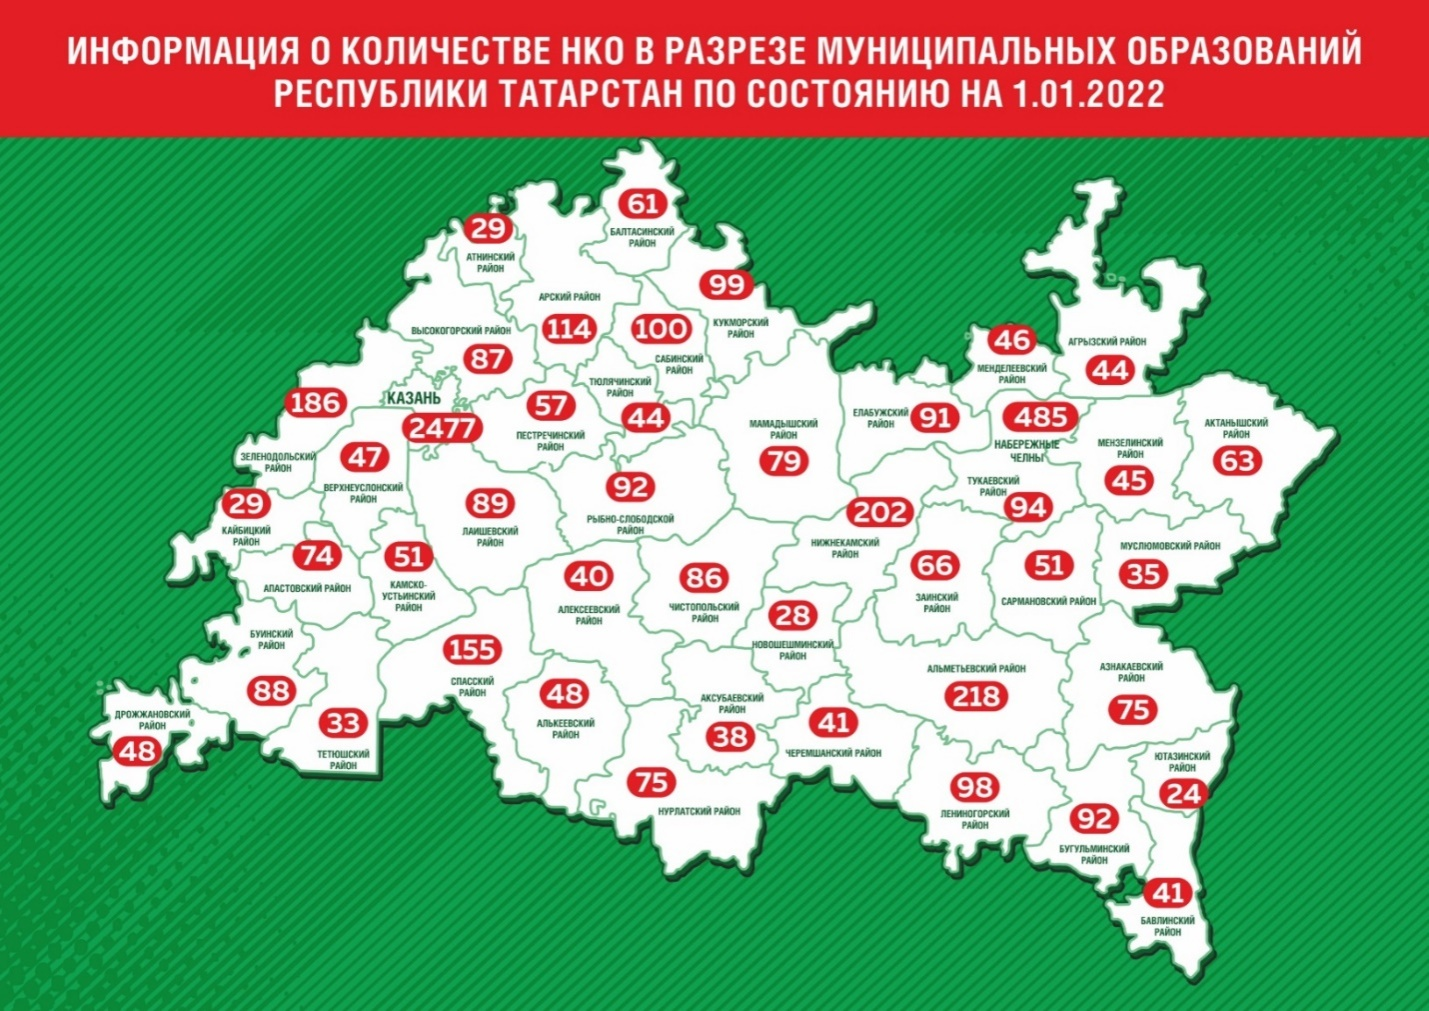 ИНФОРМАЦИЯ О КОЛИЧЕСТВЕ НКО В РАЗРЕЗЕ МУНИЦИПАЛЬНЫХ ОБРАЗОВАНИЙ
РЕСПУБЛИКИ ТАТАРСТАН ПО СОСТОЯНИЮ НА 1.01.2022
61
БАЛТАСИНСКИЙ
РАЙОН
29
АТНИНСКИЙ
РАЙОН
99
КУКМОРСКИЙ
РАЙОН
АРСКИЙ РАЙОН
114
100
САБИНСКИЙ
РАЙОН
ВЫСОКОГОРСКИЙ РАЙОН
87
46
МЕНДЕЛЕЕВСКИЙ
РАЙОН
АГРЫЗСКИЙ РАЙОН
44
ТЮЛЯЧИНСКИЙ
РАЙОН
44
186
ЗЕЛЕНОДОЛЬСКИЙ
РАЙОН
КАЗАНЬ
2477
57
ПЕСТРЕЧИНСКИЙ
РАЙОН
МАМАДЫШСКИЙ
РАЙОН
79
ЕЛАБУЖСКИЙ
РАЙОН
91
485
НАБЕРЕЖНЫЕ
ЧЕЛНЫ
МЕНЗЕЛИНСКИЙ
РАЙОН
45
АКТАНЫШСКИЙ
РАЙОН
63
47
ВЕРХНЕУСЛОНСКИЙ
РАЙОН
29
КАЙБИЦКИЙ
РАЙОН
89
ЛАИШЕВСКИЙ
РАЙОН
92
РЫБНО-СЛОБОДСКОЙ
РАЙОН
ТУКАЕВСКИЙ
РАЙОН
94
202
НИЖНЕКАМСКИЙ
РАЙОН
74
АПАСТОВСКИЙ РАЙОН
51
КАМСКО-
УСТЬИНСКИЙ
РАЙОН
40
АЛЕКСЕЕВСКИЙ
РАЙОН
86
ЧИСТОПОЛЬСКИЙ
РАЙОН
66
ЗАИНСКИЙ
РАЙОН
51
САРМАНОВСКИЙ РАЙОН
МУСЛЮМОВСКИЙ РАЙОН
35
28
НОВОШЕШМИНСКИЙ
РАЙОН
БУИНСКИЙ
РАЙОН
88
155
СПАССКИЙ
РАЙОН
48
АЛЬКЕЕВСКИЙ
РАЙОН
АКСУБАЕВСКИЙ
РАЙОН
38
АЛЬМЕТЬЕВСКИЙ РАЙОН
218
АЗНАКАЕВСКИЙ
РАЙОН
75
ДРОЖЖАНОВСКИЙ
РАЙОН
48
33
ТЕТЮШСКИЙ
РАЙОН
41
ЧЕРЕМШАНСКИЙ РАЙОН
75
НУРЛАТСКИЙ РАЙОН
98
ЛЕНИНОГОРСКИЙ
РАЙОН
ЮТАЗИНСКИЙ
РАЙОН
24
92
БУГУЛЬМИНСКИЙ
РАЙОН
41
БАВЛИНСКИЙ
РАЙОН